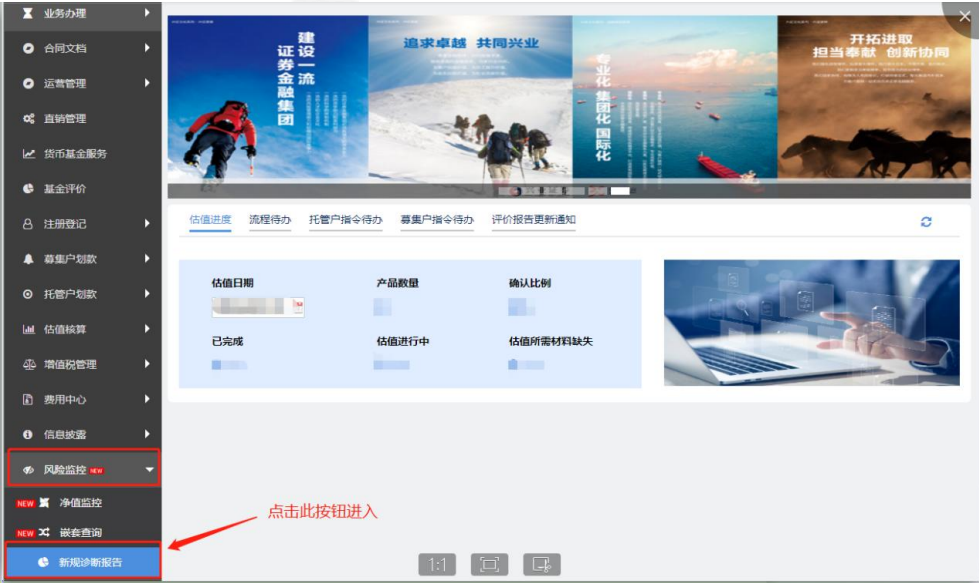 业务办理
合同文档
运营管理
直销管理
货币基金服务
基金评价
注册登记
募集户划款
托管户划款
估值核算
增值税管理
费用中心
信息披露
风险监控 NEW
NEW 净值监控
NEW 嵌套查询
新规诊断报告
建设一流
证券金融集团
追求卓越 共同兴业
专业化 集团化 国际化
开拓进取
担当奉献 创新协同
估值进度 流程待办 托管户指令待办 募集户指令待办 评价报告更新通知
估值日期 产品数量 确认比例
已完成 估值进行中 估值所需材料缺失
点击此按钮进入
1:1